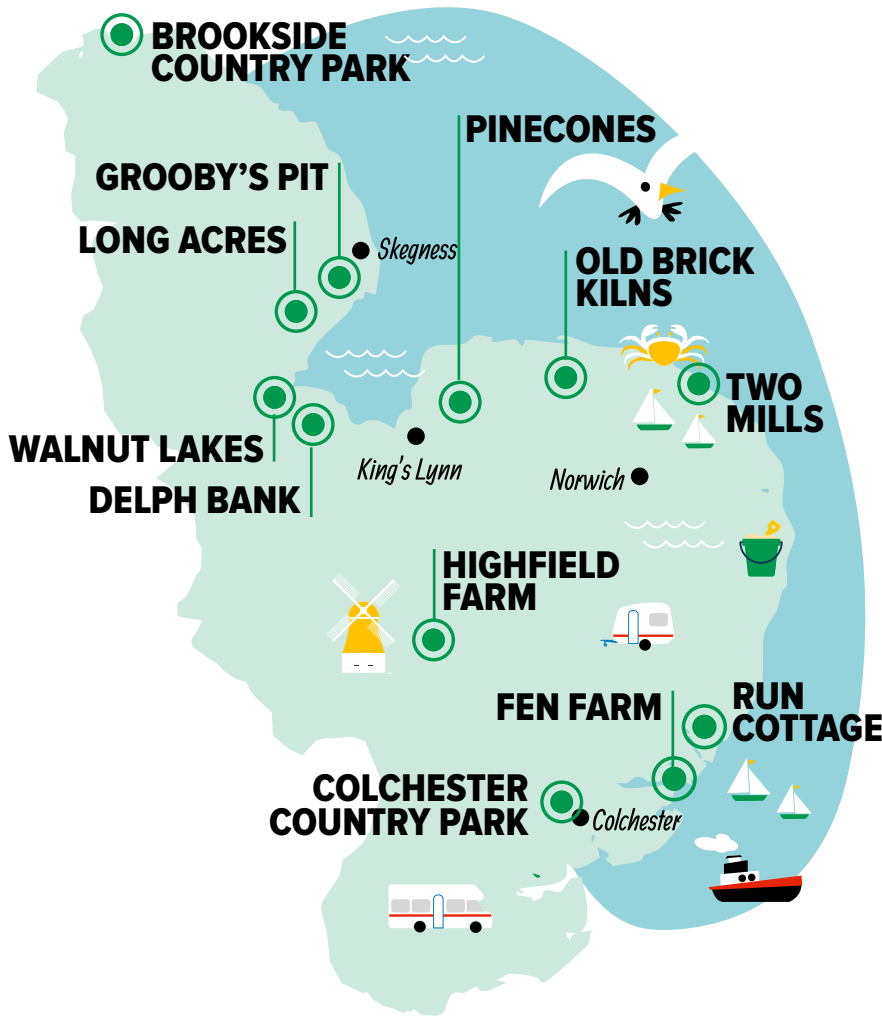 BROOKSIDE
COUNTRY PARK
PINECONES
GROOBY'S PIT
LONG ACRES
Skegness
OLD BRICK
KILNS
TWO
MILLS
WALNUT LAKES
King's Lynn
Norwich
DELPH BANK
HIGHFIELD
FARM
FEN FARM
RUN
COTTAGE
COLCHESTER
COUNTRY PARK
Colchester